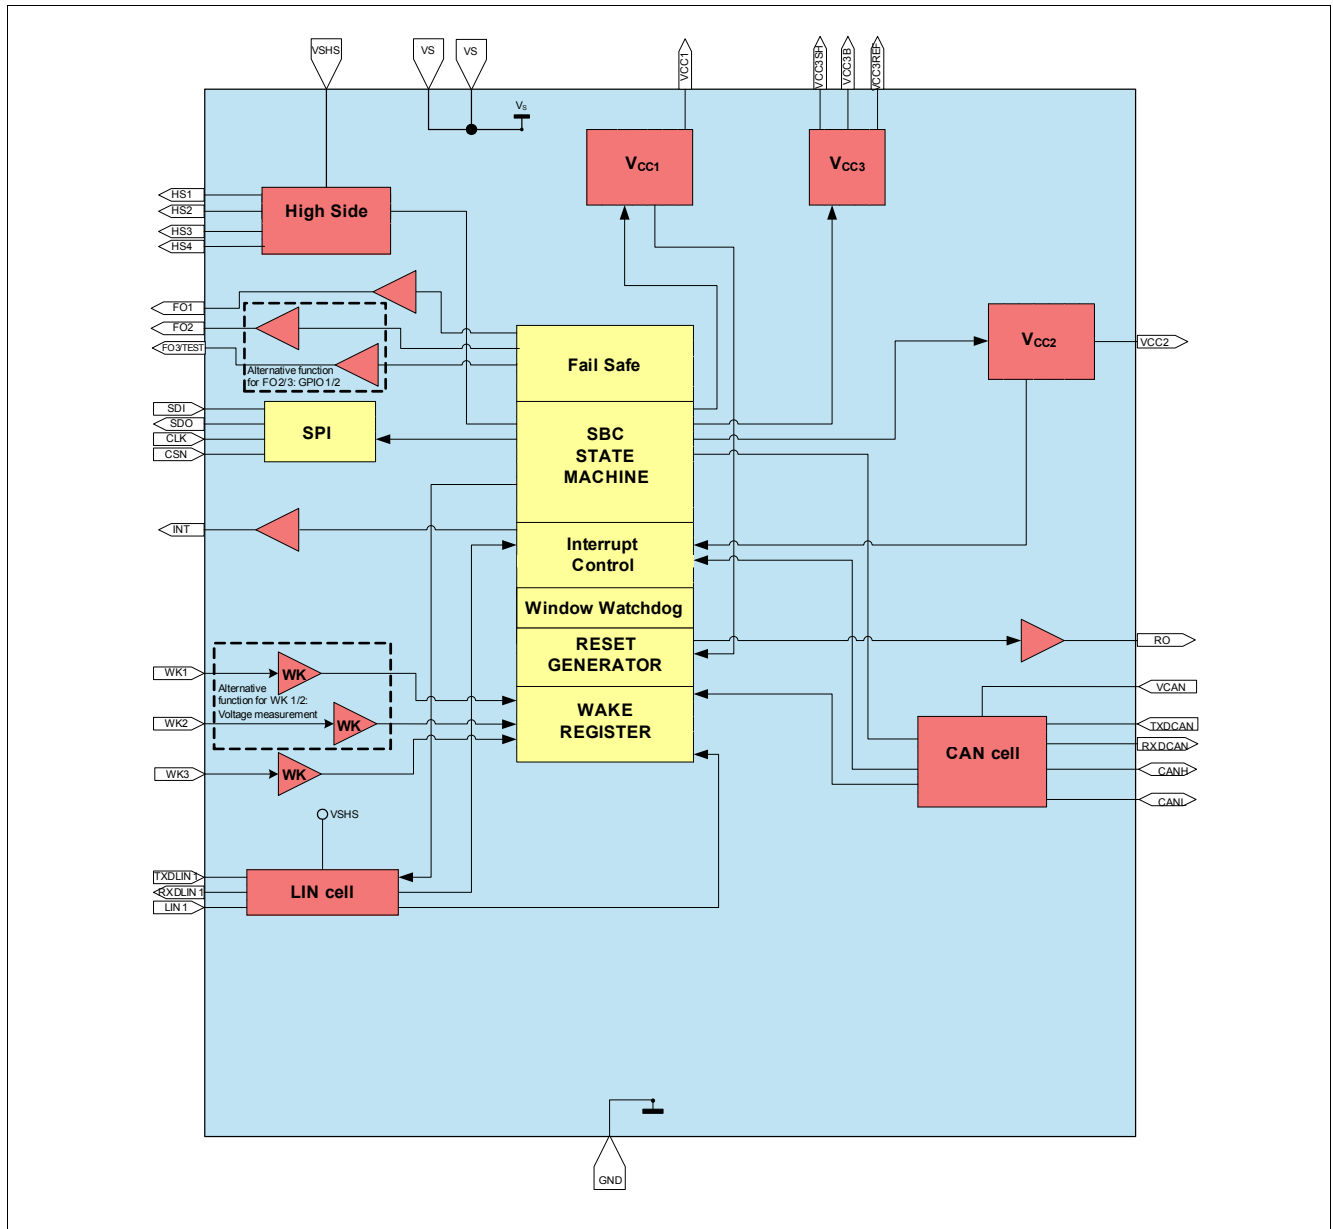 VSHS
VS
VS
VCC1
VCC3SH
VCC3B
VCC3REF
Vs
VCC1
VCC3
HS1
HS2
HS3
HS4
High Side
FO1
FO2
FO3/TEST
Alternative function
for FO2/3: GPIO1/2
Fail Safe
VCC2
VCC2
SDI
SDO
CLK
CSN
SPI
SBC
STATE
MACHINE
INT
Interrupt
Control
Window Watchdog
RESET
GENERATOR
RO
WK1
WK
Alternative
function for WK 1/2:
Voltage measurement
WK2
WK
WK3
WK
WAKE
REGISTER
VCAN
TXDCAN
RXDCAN
CANH
CANL
CAN cell
VSHS
TXDLIN1
RXDLIN1
LIN1
LIN cell
GND